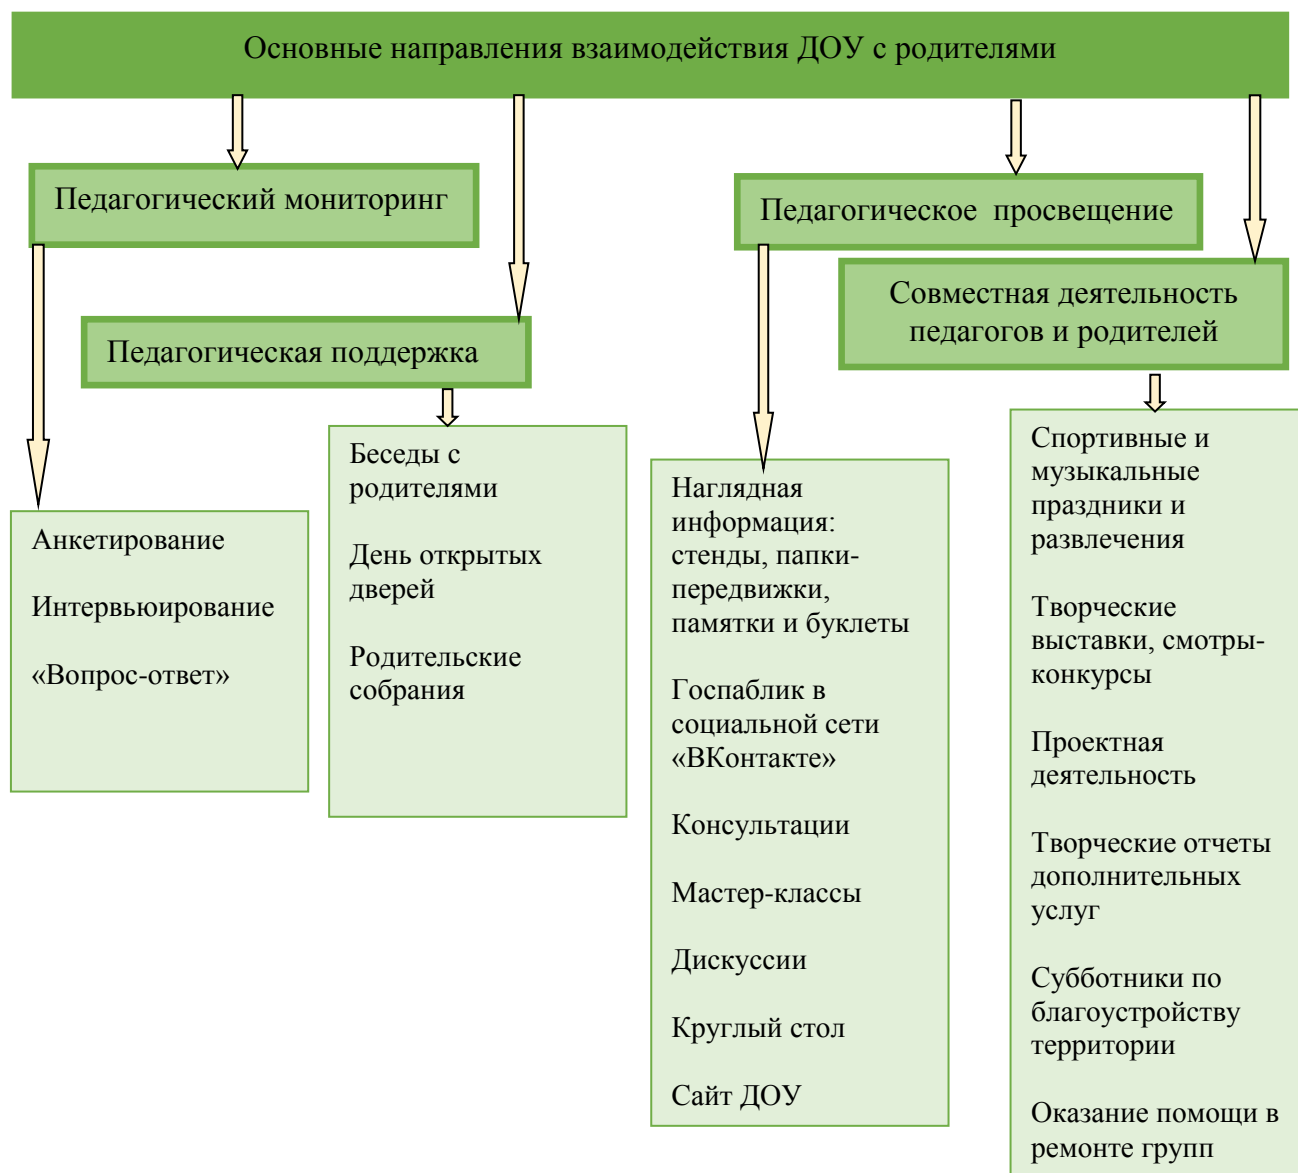 Основные направления взаимодействия ДОУ с родителями
Педагогический мониторинг
Педагогическое  просвещение
Совместная деятельность
педагогов и родителей
Педагогическая поддержка
Анкетирование
Интервьюирование
«Вопрос-ответ»
Беседы с
родителями
День открытых
дверей
Родительские
собрания
Наглядная
информация:
стенды, папки-
передвижки,
памятки и буклеты
Госпаблик в
социальной сети
«ВКонтакте»
Консультации
Мастер-классы
Дискуссии
Круглый стол
Сайт ДОУ
Спортивные и
музыкальные
праздники и
развлечения
Творческие
выставки, смотры-
конкурсы
Проектная
деятельность
Творческие отчеты
дополнительных
услуг
Субботники по
благоустройству
территории
Оказание помощи в
ремонте групп